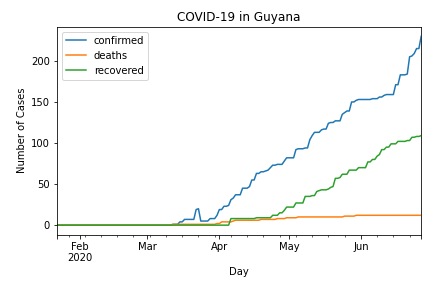 COVID-19 in Guyana
confirmed
deaths
recovered
Number of Cases
200
150
100
50
0
Feb
2020
Mar
Apr
May
Jun
Day